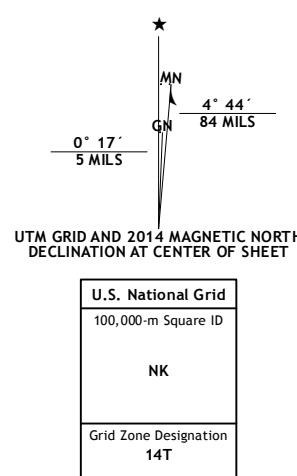 ★
MN
4° 44´
84 MILS
GN
0° 17´
5 MILS
UTM GRID AND 2014 MAGNETIC NORTH
DECLINATION AT CENTER OF SHEET
U.S. National Grid
100,000-m Square ID
NK
Grid Zone Designation
14T